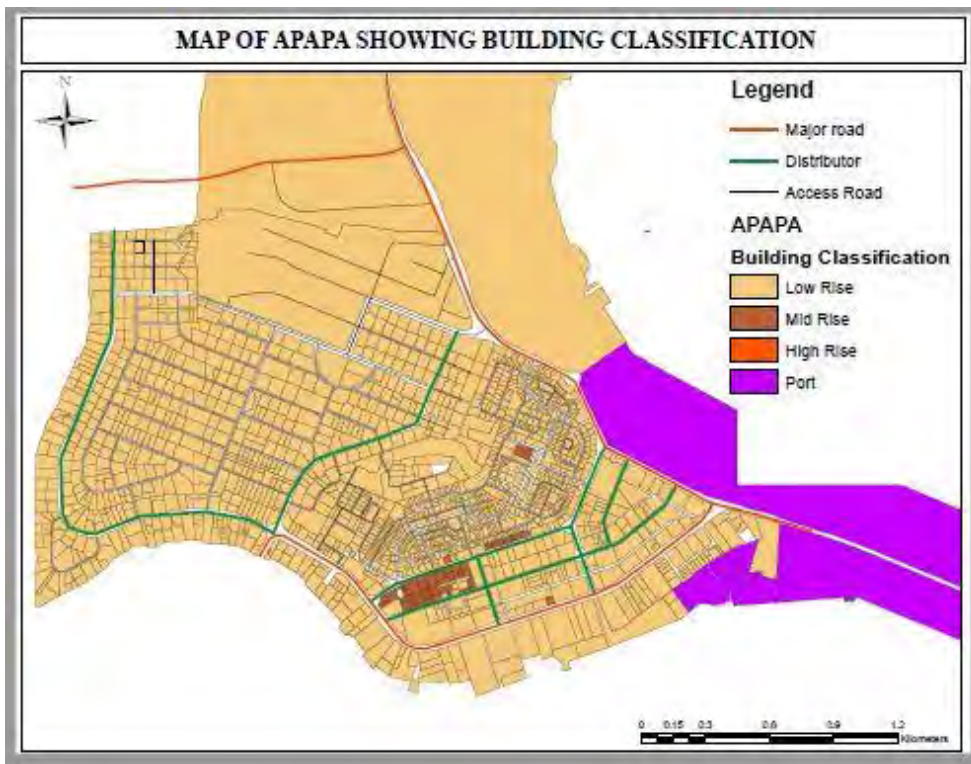 MAP OF APAPA SHOWING BUILDING CLASSIFICATION
N
Legend
Major road
Distributor
Access Road
APAPA
Building Classification
Low Rise
Mid Rise
High Rise
Port
0 0.15 0.3 0.6 0.9 1.2
Kilometers